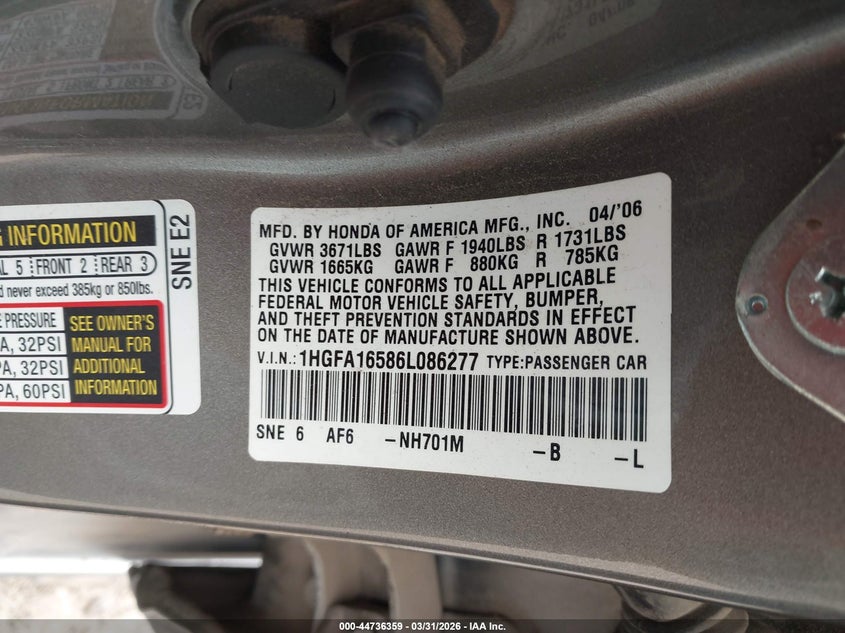 G INFORMATION
AL 5 FRONT 2 REAR 3
d never exceed 385kg or 850lbs.
E PRESSURE
A, 32PSI
PA, 32PSI
PA, 60PSI
SEE OWNER'S
MANUAL FOR
ADDITIONAL
INFORMATION
SNE E2
MFD. BY HONDA OF AMERICA MFG., INC. 04/'06
GVWR 3671LBS GAWR F 1940LBS R 1731LBS
GVWR 1665KG GAWR F 880KG R 785KG
THIS VEHICLE CONFORMS TO ALL APPLICABLE
FEDERAL MOTOR VEHICLE SAFETY, BUMPER,
AND THEFT PREVENTION STANDARDS IN EFFECT
ON THE DATE OF MANUFACTURE SHOWN ABOVE.
V.I.N.: 1HGFA16586L086277 TYPE:PASSENGER CAR
SNE 6 AF6 -NH701M -B -L
000-44736359 — 03/31/2026 — IAA Inc.